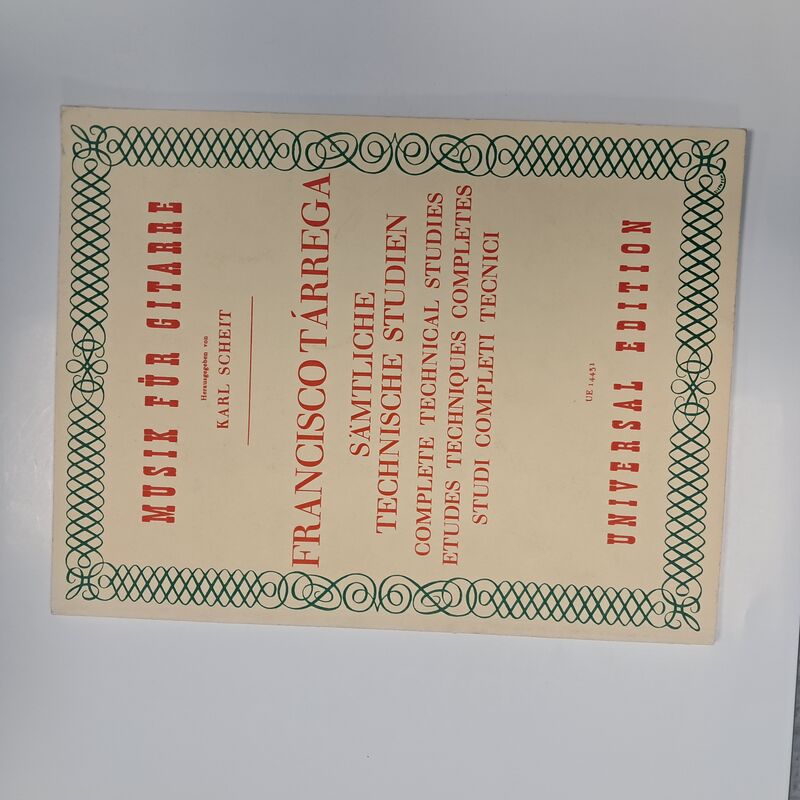 MUSIK FÜR GITARRE
Herausgegeben von
KARL SCHEIT
FRANCISCO TÁRREGA
SÄMTLICHE
TECHNISCHE STUDIEN
COMPLETE TECHNICAL STUDIES
ETUDES TECHNIQUES COMPLETES
STUDI COMPLETI TECNICI
UE 14451
UNIVERSAL EDITION